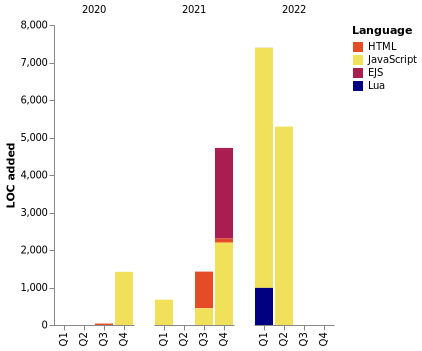 2020 2021 2022
Language
HTML
JavaScript
EJS
Lua
LOC added
8,000
7,000
6,000
5,000
4,000
3,000
2,000
1,000
0
Q1 Q2 Q3 Q4 Q1 Q2 Q3 Q4 Q1 Q2 Q3 Q4